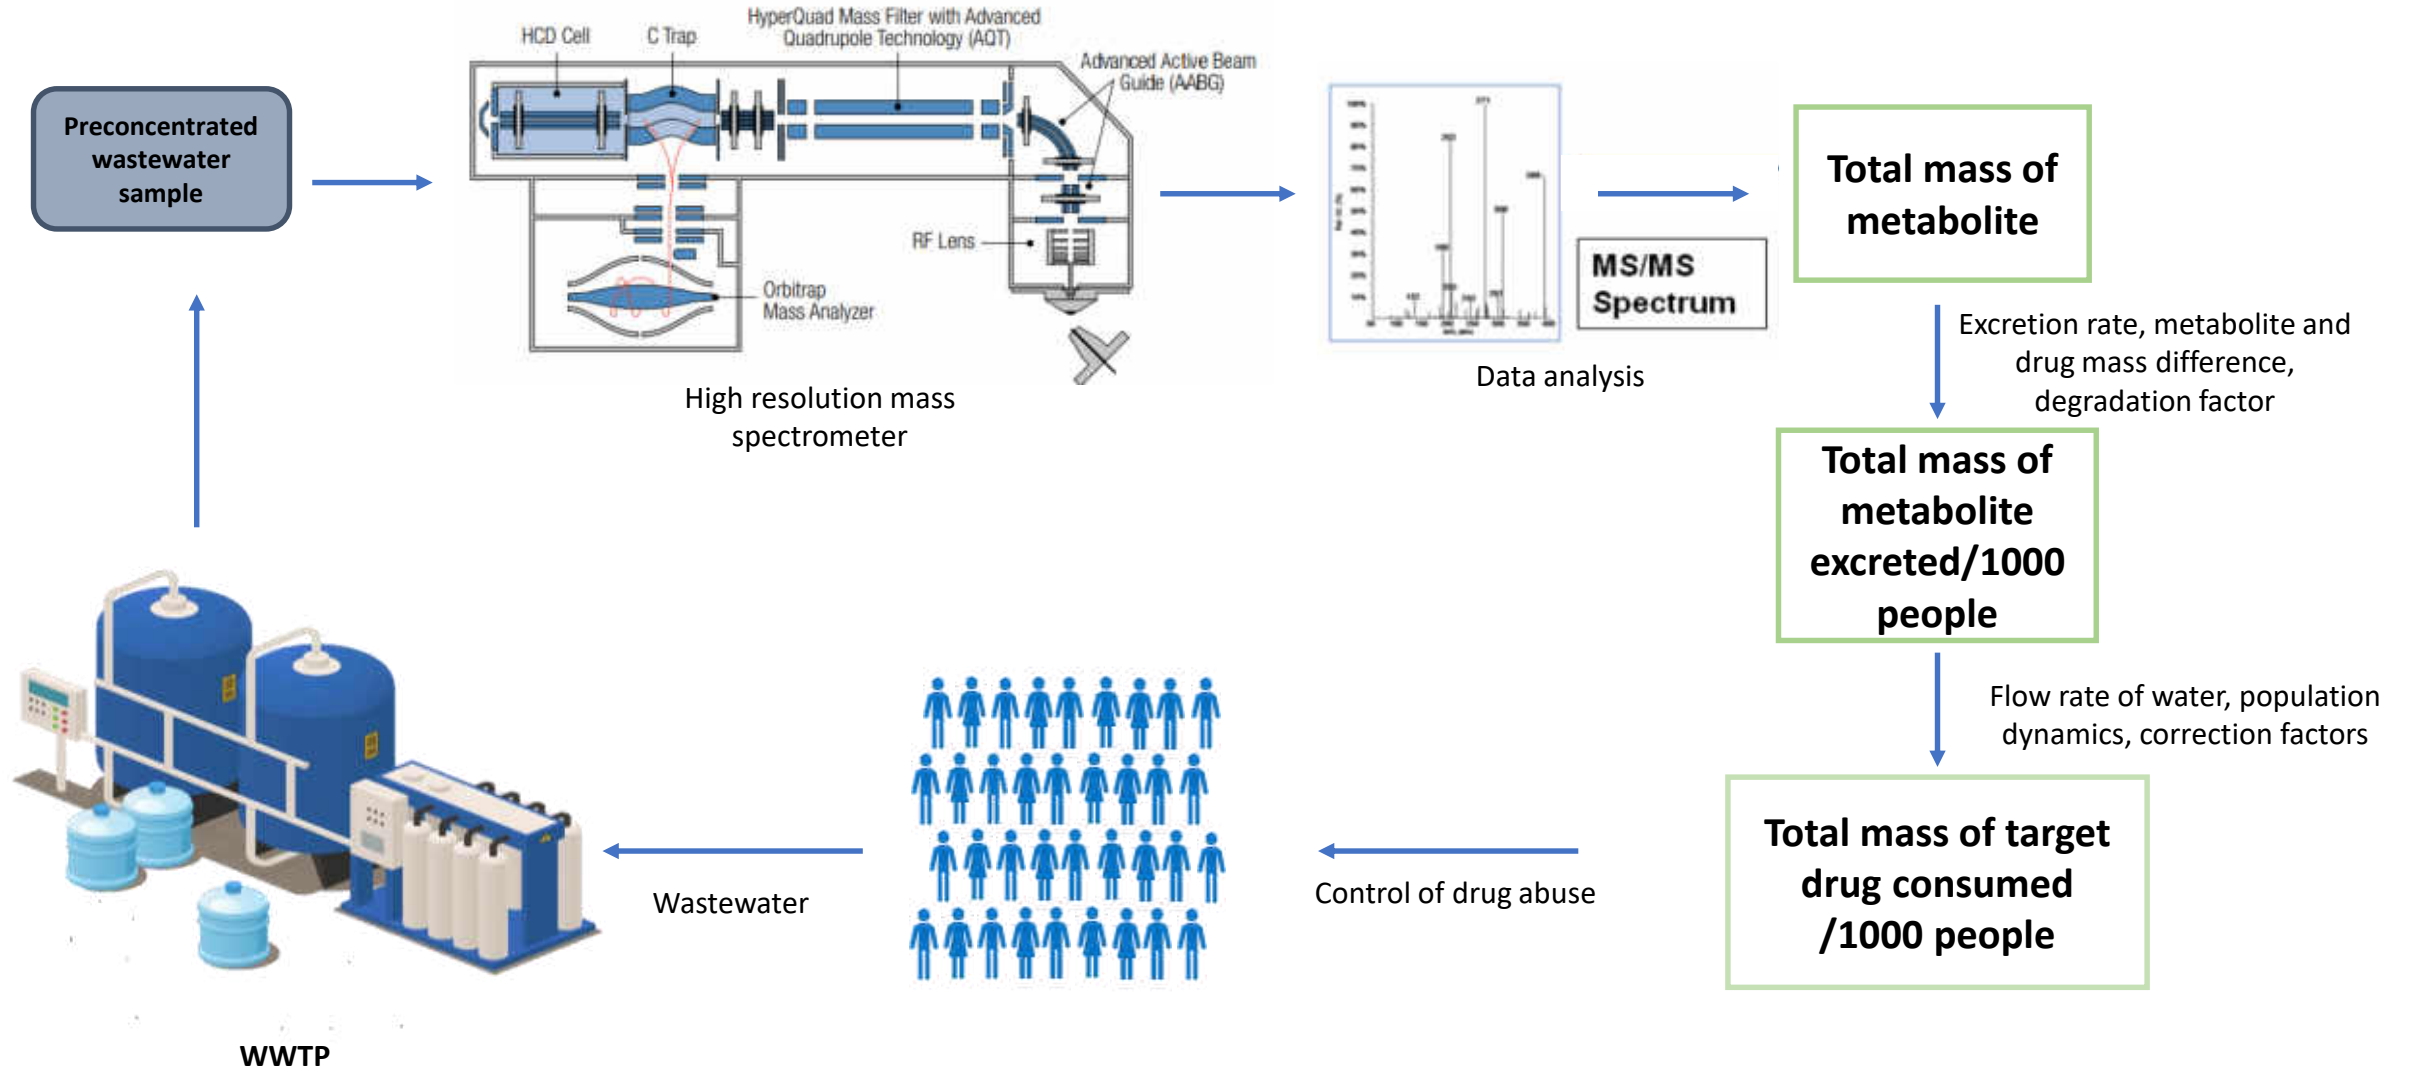 HyperQuad Mass Filter with Advanced
Quadrupole Technology (AQT)
HCD Cell
C Trap
Advanced Active Beam
Guide (AABG)
Preconcentrated
wastewater
sample
RF Lens
Orbitrap
Mass Analyzer
High resolution mass
spectrometer
MS/MS
Spectrum
Data analysis
Total mass of
metabolite
Excretion rate, metabolite and
drug mass difference,
degradation factor
Total mass of
metabolite
excreted/1000
people
Flow rate of water, population
dynamics, correction factors
Total mass of target
drug consumed
/1000 people
Control of drug abuse
Wastewater
WWTP